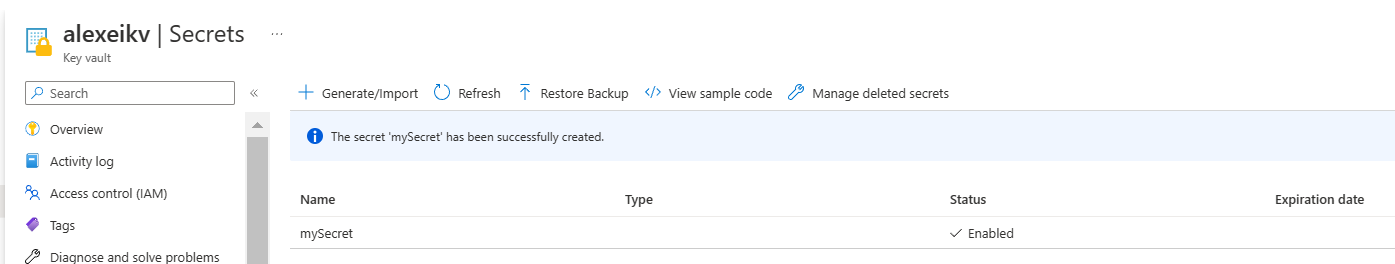 alexeikv | Secrets ...
Key vault
Search «
Generate/Import Refresh Restore Backup View sample code Manage deleted secrets
Overview
The secret 'mySecret' has been successfully created.
Activity log
Access control (IAM)
Name Type Status Expiration date
Tags
mySecret Enabled
Diagnose and solve problems